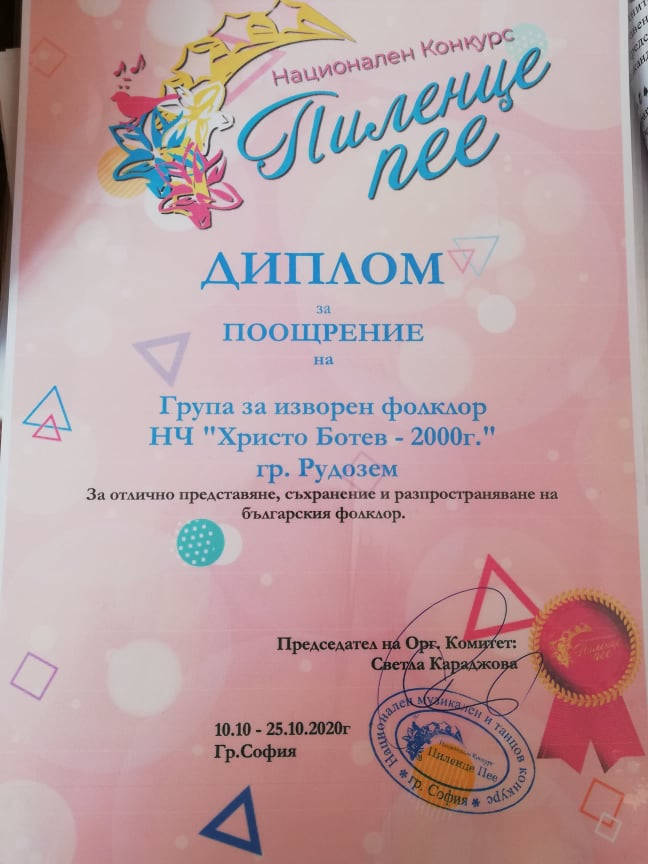 Национален Конкурс
Пиленце
пее
ДИПЛОМ
за
ПООЩРЕНИЕ
на
Група за изворен фолклор
НЧ "Христо Ботев - 2000г."
гр. Рудозем
За отлично представяне, съхранение и разпространяване на
българския фолклор.
Председател на Орг. Комитет:
Светла Караджова
Пиленце
пее
10.10 - 25.10.2020г
Гр.София
* Национален музикален и танцов конкурс *
Национален Конкурс
Пиленце Пее
гр. София